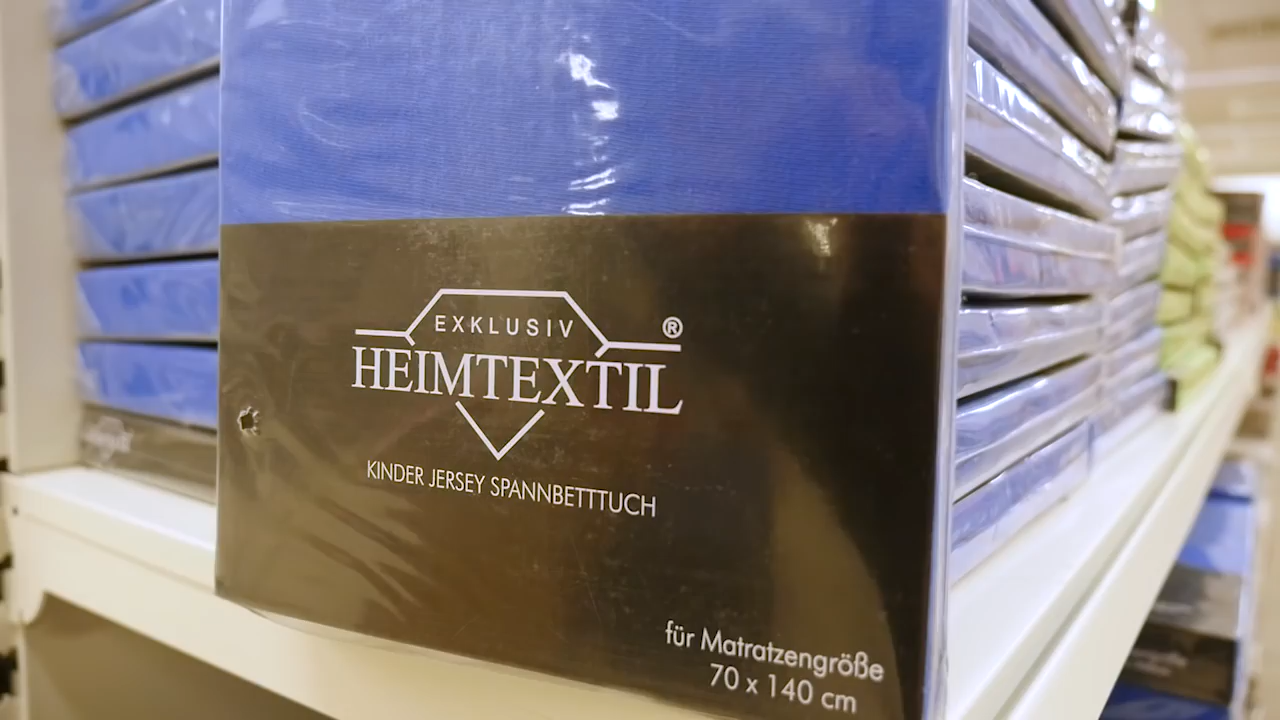 EXKLUSIV ®
HEIMTEXTIL
KINDER JERSEY SPANNBETTTUCH
für Matratzengröße
70 x 140 cm